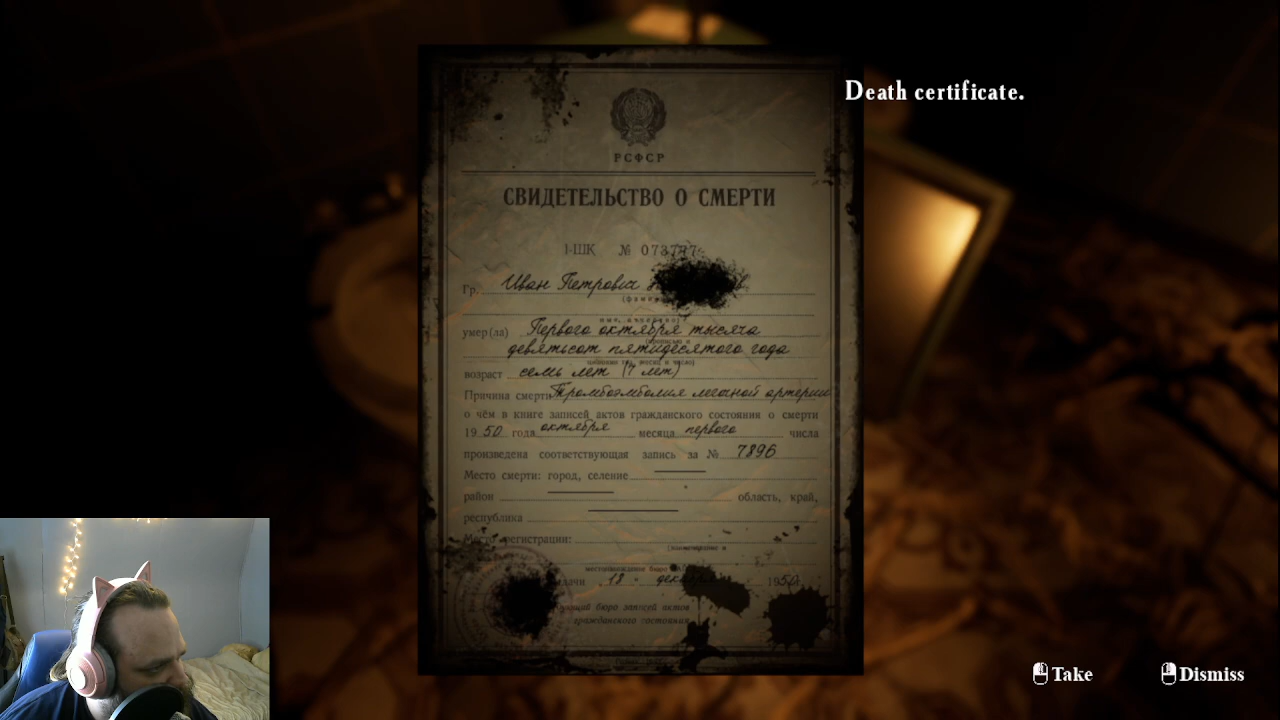 Death certificate.
РСФСР
СВИДЕТЕЛЬСТВО О СМЕРТИ
I-ШК № 073797
Гр. Иван Петрович
умер(ла) Первого октября тысяча
девятьсот пятидесятого года
возраст семь лет (7 лет)
Причина смерти Тромбоэмболия легочной артерии
о чём в книге записей актов гражданского состояния о смерти
19 50 года октября месяца первого числа
произведена соответствующая запись за № 7896
Место смерти: город, селение
район область, край,
республика
Место регистрации:
18 декабря 1950
бюро записей актов
гражданского состояния
Take
Dismiss